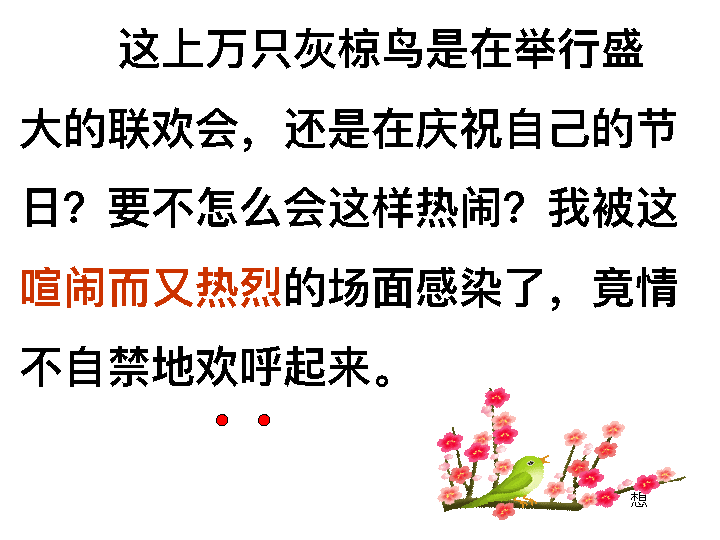 这上万只灰椋鸟是在举行盛
大的联欢会，还是在庆祝自己的节
日？要不怎么会这样热闹？我被这
喧闹而又热烈的场面感染了，竟情
不自禁地欢呼起来。
想